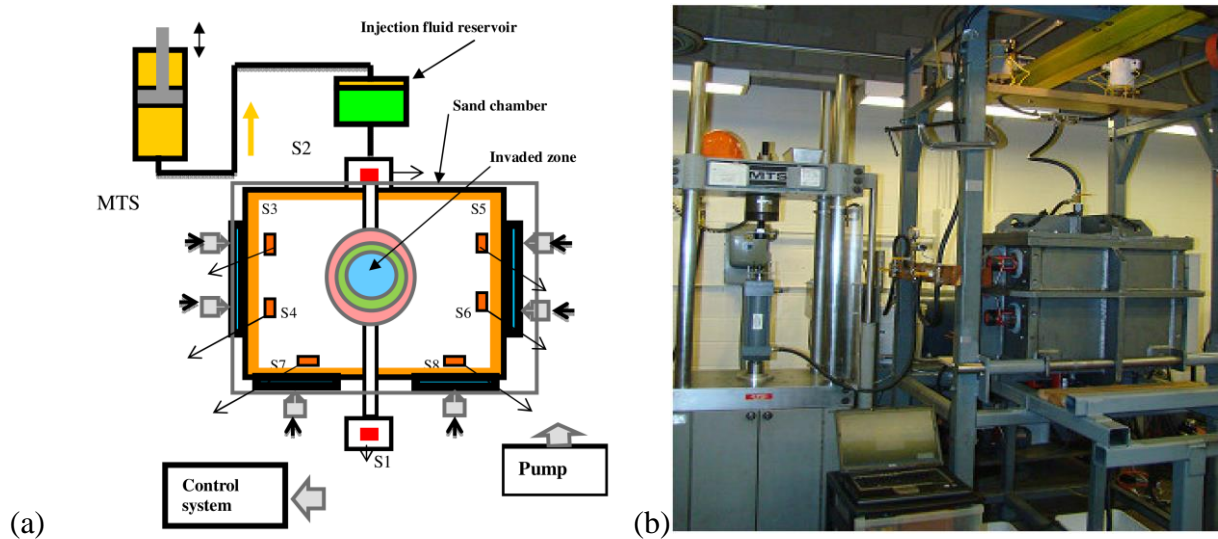 Injection fluid reservoir
Sand chamber
S2
Invaded zone
MTS
S3
S5
S4
S6
S7
S8
S1
Pump
Control
system
(a)
(b)
MTS